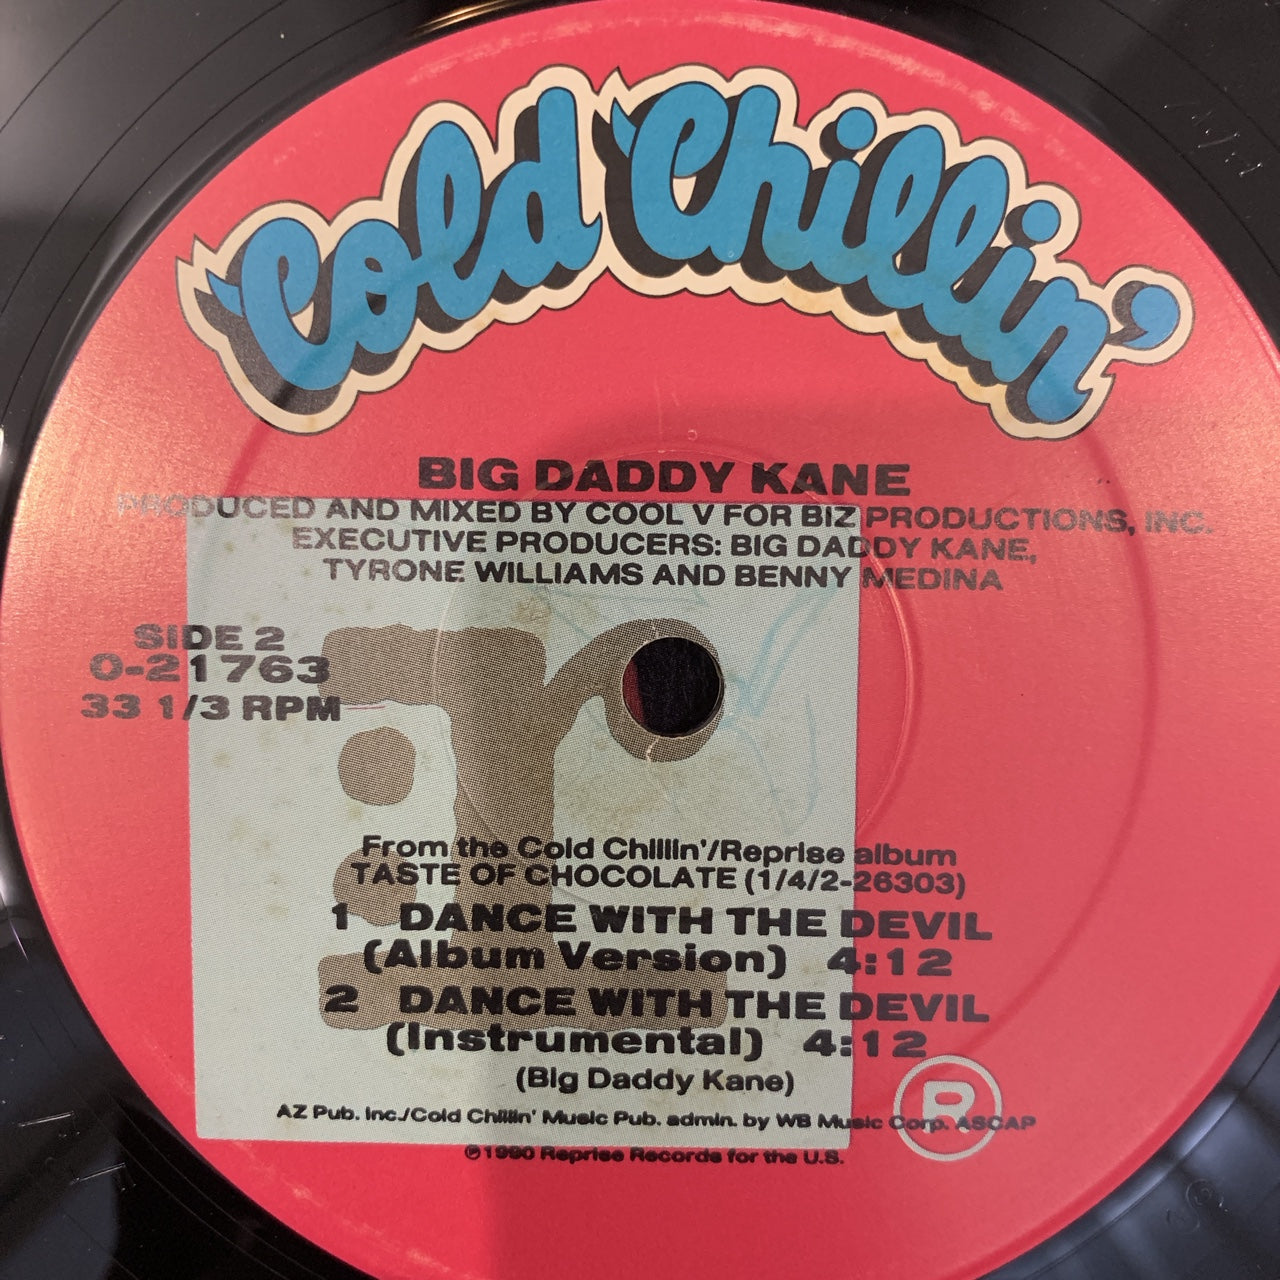 Cold Chillin'
BIG DADDY KANE
PRODUCED AND MIXED BY COOL V FOR BIZ PRODUCTIONS, INC.
EXECUTIVE PRODUCERS: BIG DADDY KANE,
TYRONE WILLIAMS AND BENNY MEDINA
SIDE 2
0-21763
33 1/3 RPM
From the Cold Chillin'/Reprise album
TASTE OF CHOCOLATE (1/4/2-26303)
1 DANCE WITH THE DEVIL
(Album Version) 4:12
2 DANCE WITH THE DEVIL
(Instrumental) 4:12
(Big Daddy Kane)
AZ Pub. Inc./Cold Chillin' Music Pub. admin. by WB Music Corp. ASCAP
℗1990 Reprise Records for the U.S.
R